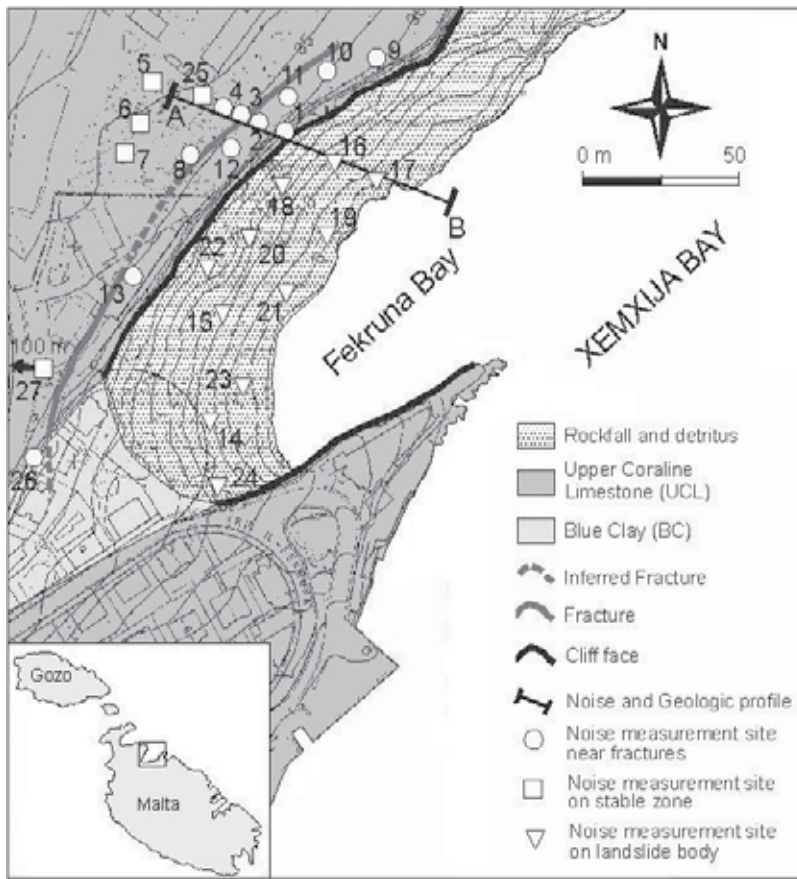 10
9
5
25
11
4
3
1
N
A
6
2
0 m
50
7
8
12
16
17
18
B
19
20
22
13
Fekruna Bay
XEMXIJA BAY
21
15
100 m
27
23
14
26
24
Rockfall and detritus
Upper Coraline
Limestone (UCL)
Blue Clay (BC)
Inferred Fracture
Fracture
Cliff face
Noise and Geologic profile
Noise measurement site
near fractures
Noise measurement site
on stable zone
Noise measurement site
on landslide body
Gozo
Malta